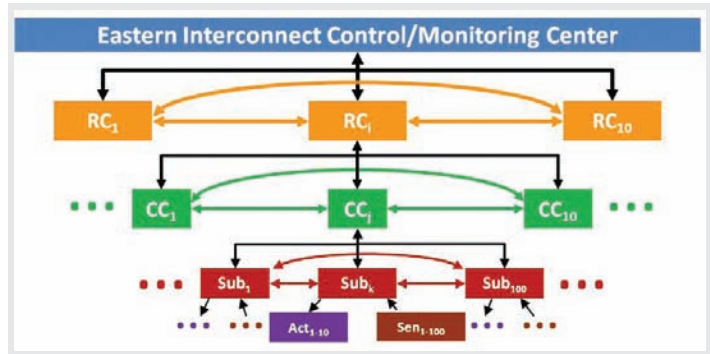 Eastern Interconnect Control/Monitoring Center
RC₁ RCᵢ RC₁₀
CC₁ CCⱼ CC₁₀
Sub₁ Subₖ Sub₁₀₀
Act₁₋₁₀ Sen₁₋₁₀₀